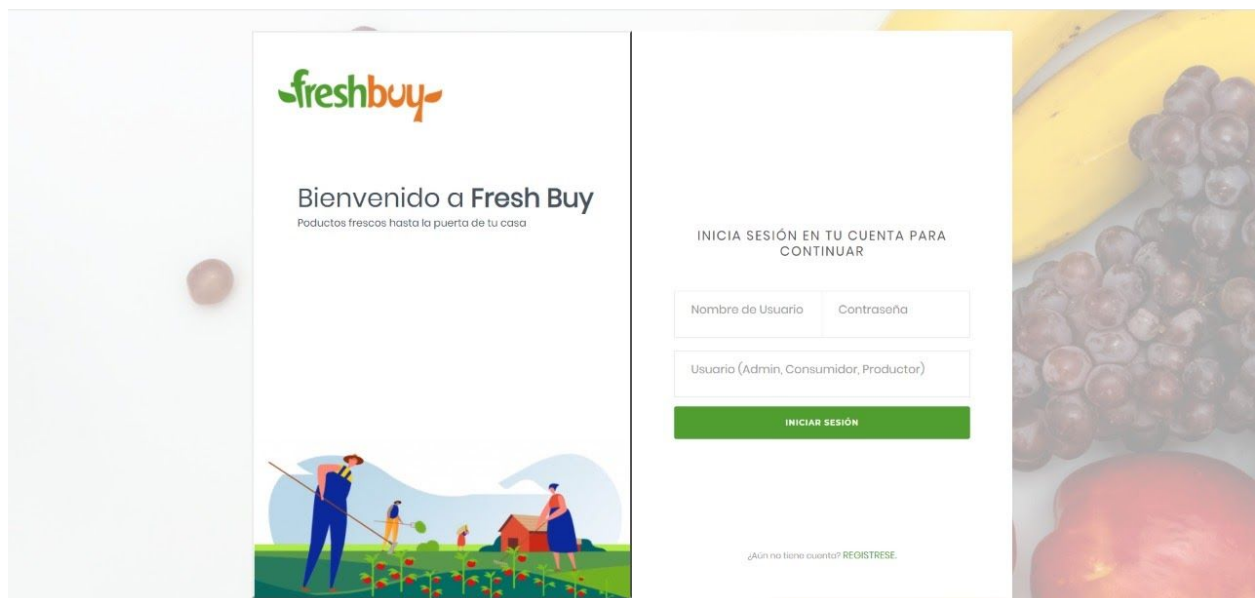 freshbuy
Bienvenido a Fresh Buy
Poductos frescos hasta la puerta de tu casa
INICIA SESIÓN EN TU CUENTA PARA
CONTINUAR
Nombre de Usuario Contraseña
Usuario (Admin, Consumidor, Productor)
INICIAR SESIÓN
¿Aún no tiene cuenta? REGISTRESE.